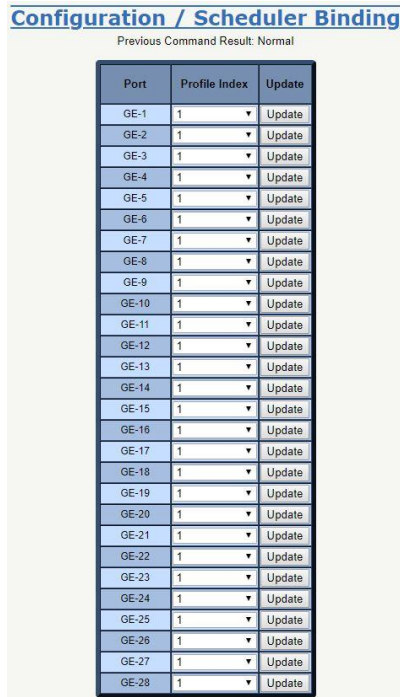 Configuration / Scheduler Binding
Previous Command Result: Normal
Port Profile Index Update
GE-1 1 Update
GE-2 1 Update
GE-3 1 Update
GE-4 1 Update
GE-5 1 Update
GE-6 1 Update
GE-7 1 Update
GE-8 1 Update
GE-9 1 Update
GE-10 1 Update
GE-11 1 Update
GE-12 1 Update
GE-13 1 Update
GE-14 1 Update
GE-15 1 Update
GE-16 1 Update
GE-17 1 Update
GE-18 1 Update
GE-19 1 Update
GE-20 1 Update
GE-21 1 Update
GE-22 1 Update
GE-23 1 Update
GE-24 1 Update
GE-25 1 Update
GE-26 1 Update
GE-27 1 Update
GE-28 1 Update